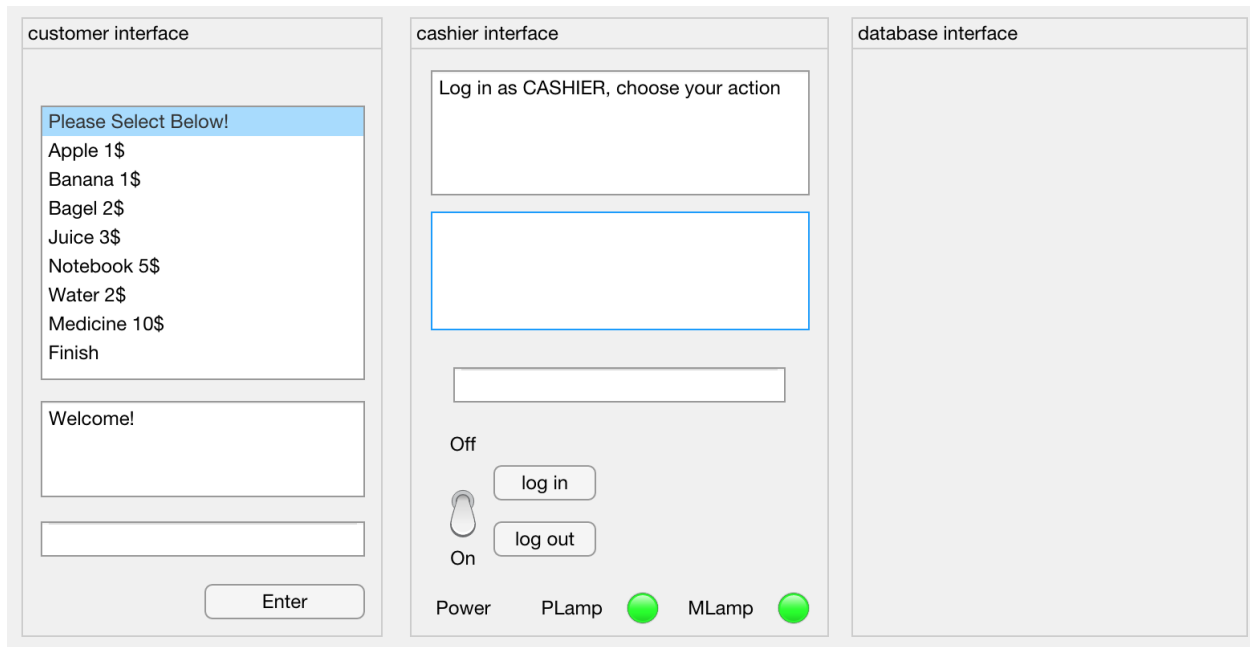 customer interface
Please Select Below!
Apple 1$
Banana 1$
Bagel 2$
Juice 3$
Notebook 5$
Water 2$
Medicine 10$
Finish
Welcome!
Enter
cashier interface
Log in as CASHIER, choose your action
Off
log in
log out
On
Power
PLamp
MLamp
database interface